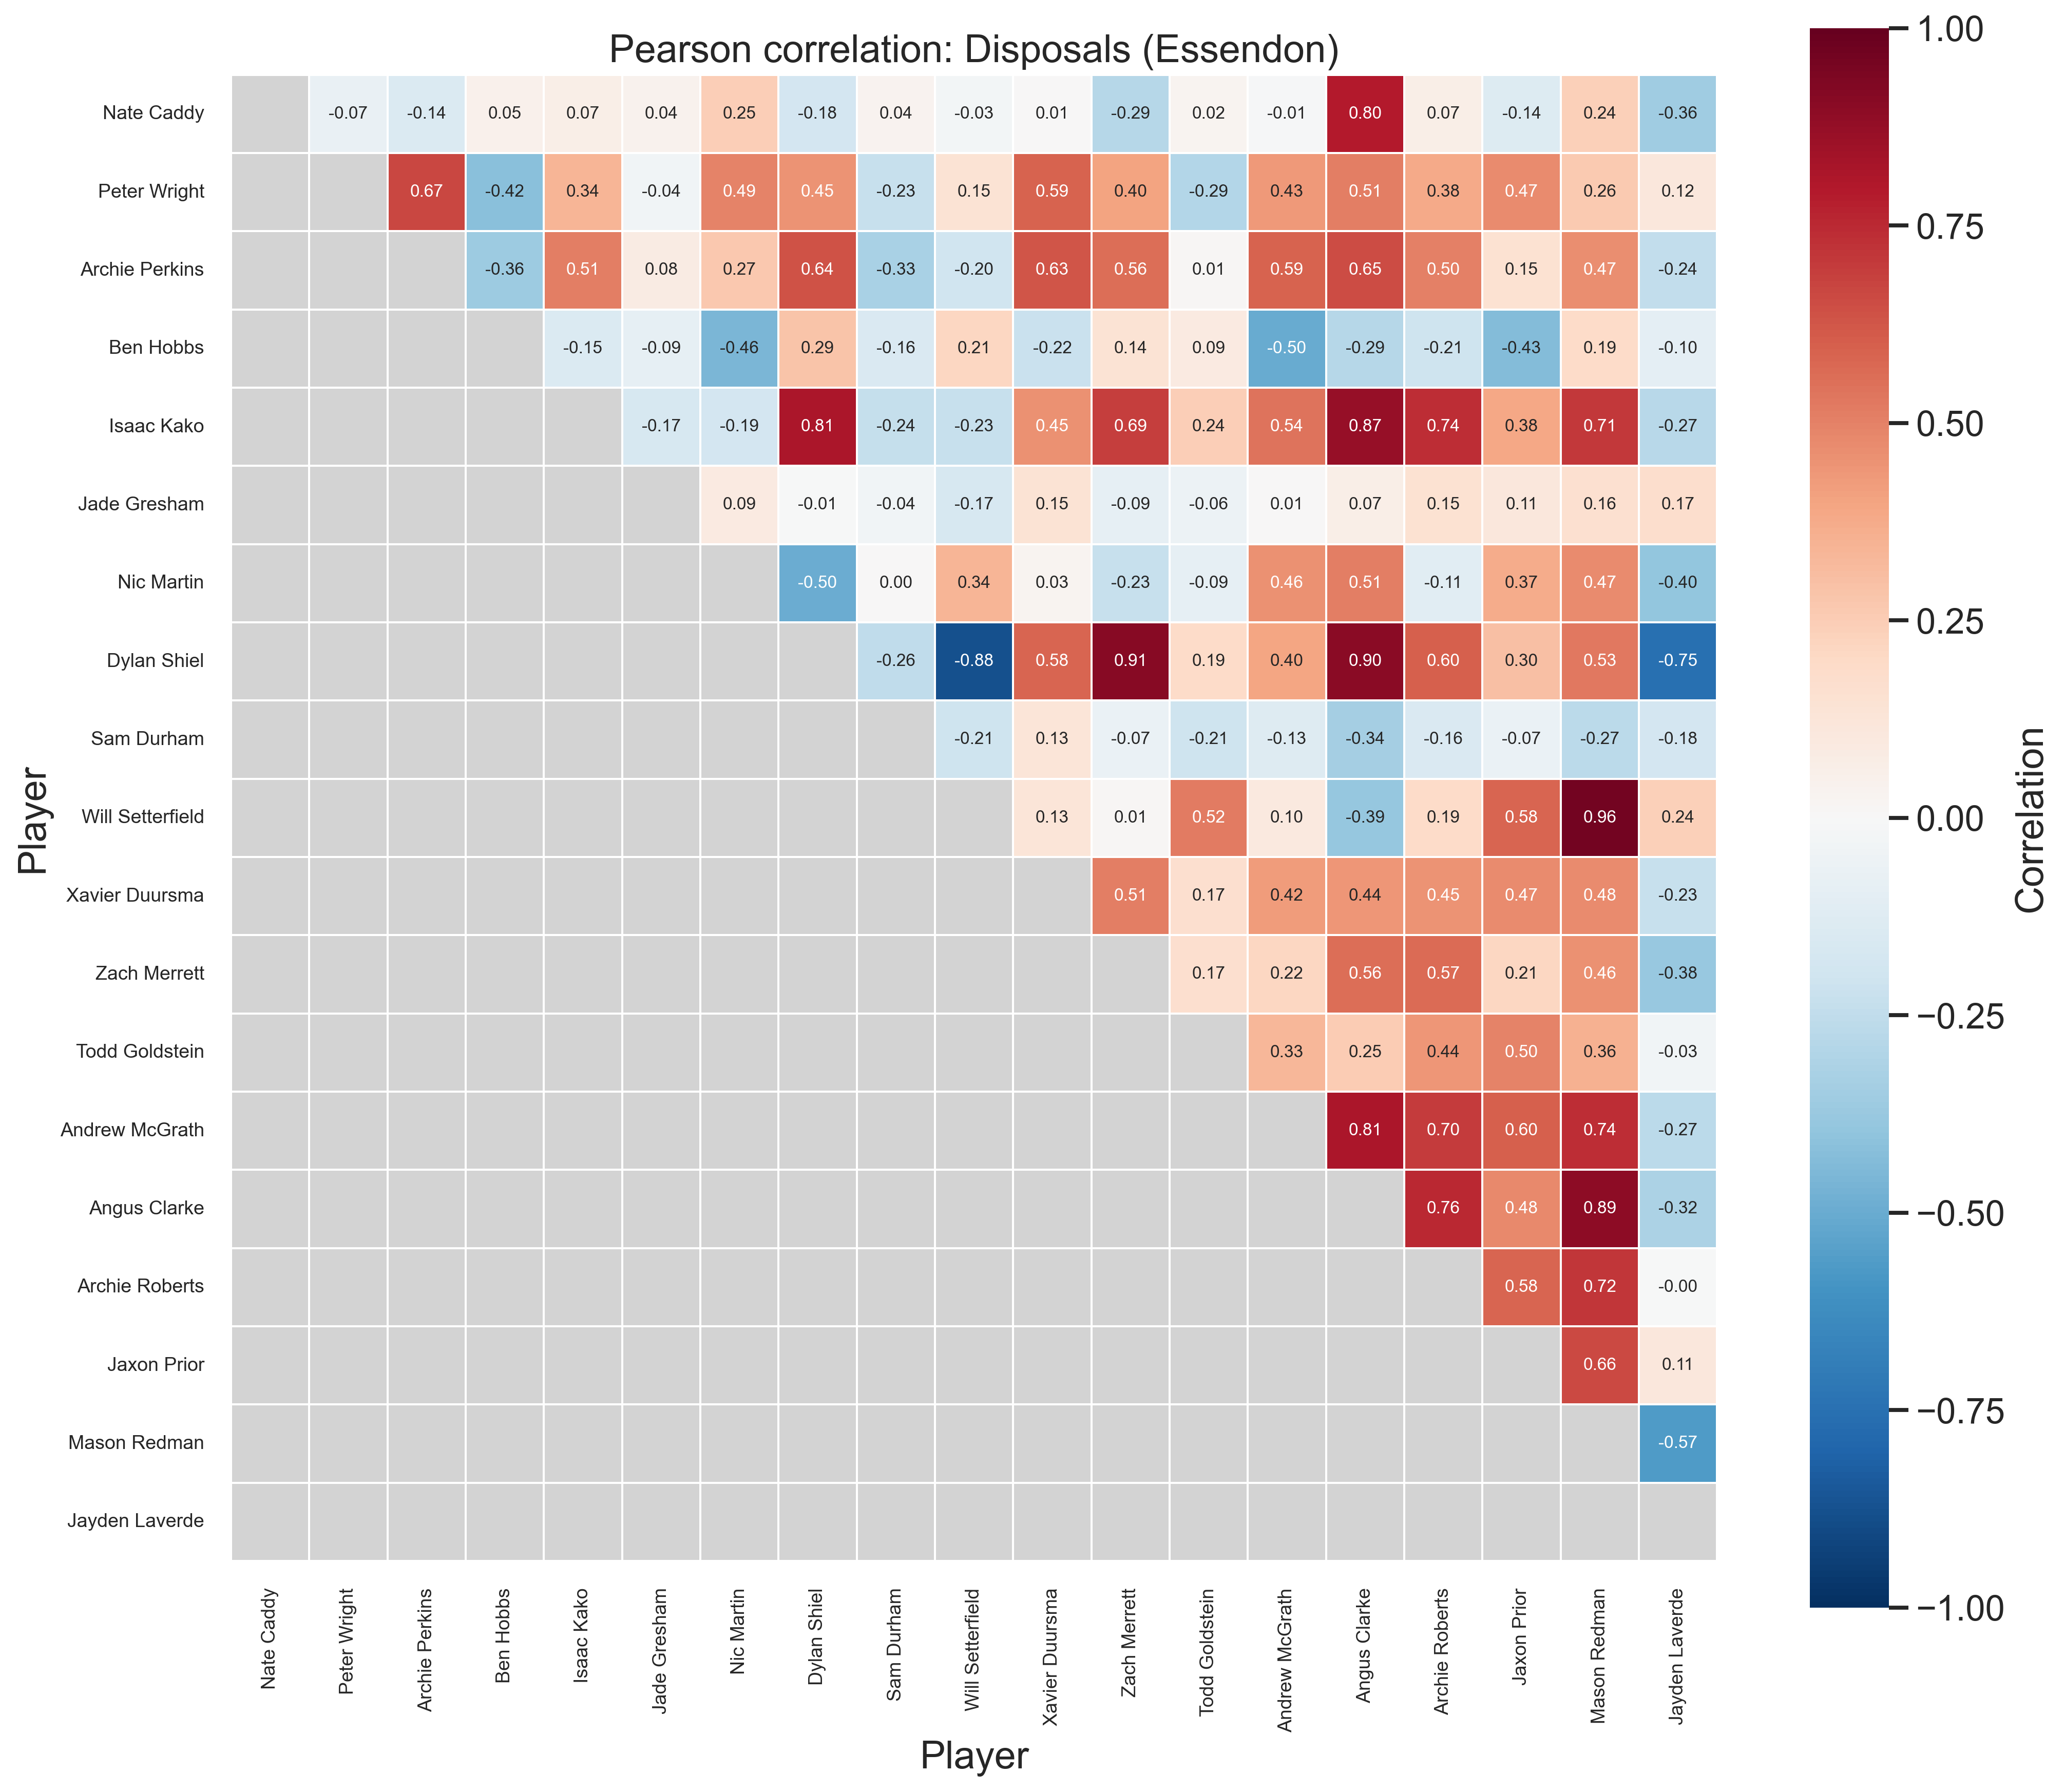 Pearson correlation: Disposals (Essendon)
Nate Caddy -0.07 -0.14 0.05 0.07 0.04 0.25 -0.18 0.04 -0.03 0.01 -0.29 0.02 -0.01 0.80 0.07 -0.14 0.24 -0.36
Peter Wright 0.67 -0.42 0.34 -0.04 0.49 0.45 -0.23 0.15 0.59 0.40 -0.29 0.43 0.51 0.38 0.47 0.26 0.12
Archie Perkins -0.36 0.51 0.08 0.27 0.64 -0.33 -0.20 0.63 0.56 0.01 0.59 0.65 0.50 0.15 0.47 -0.24
Ben Hobbs -0.15 -0.09 -0.46 0.29 -0.16 0.21 -0.22 0.14 0.09 -0.50 -0.29 -0.21 -0.43 0.19 -0.10
Isaac Kako -0.17 -0.19 0.81 -0.24 -0.23 0.45 0.69 0.24 0.54 0.87 0.74 0.38 0.71 -0.27
Jade Gresham 0.09 -0.01 -0.04 -0.17 0.15 -0.09 -0.06 0.01 0.07 0.15 0.11 0.16 0.17
Nic Martin -0.50 0.00 0.34 0.03 -0.23 -0.09 0.46 0.51 -0.11 0.37 0.47 -0.40
Dylan Shiel -0.26 -0.88 0.58 0.91 0.19 0.40 0.90 0.60 0.30 0.53 -0.75
Sam Durham -0.21 0.13 -0.07 -0.21 -0.13 -0.34 -0.16 -0.07 -0.27 -0.18
Will Setterfield 0.13 0.01 0.52 0.10 -0.39 0.19 0.58 0.96 0.24
Xavier Duursma 0.51 0.17 0.42 0.44 0.45 0.47 0.48 -0.23
Zach Merrett 0.17 0.22 0.56 0.57 0.21 0.46 -0.38
Todd Goldstein 0.33 0.25 0.44 0.50 0.36 -0.03
Andrew McGrath 0.81 0.70 0.60 0.74 -0.27
Angus Clarke 0.76 0.48 0.89 -0.32
Archie Roberts 0.58 0.72 -0.00
Jaxon Prior 0.66 0.11
Mason Redman -0.57
Jayden Laverde
Player
Nate Caddy
Peter Wright
Archie Perkins
Ben Hobbs
Isaac Kako
Jade Gresham
Nic Martin
Dylan Shiel
Sam Durham
Will Setterfield
Xavier Duursma
Zach Merrett
Todd Goldstein
Andrew McGrath
Angus Clarke
Archie Roberts
Jaxon Prior
Mason Redman
Jayden Laverde
Player
1.00
0.75
0.50
0.25
0.00
−0.25
−0.50
−0.75
−1.00
Correlation